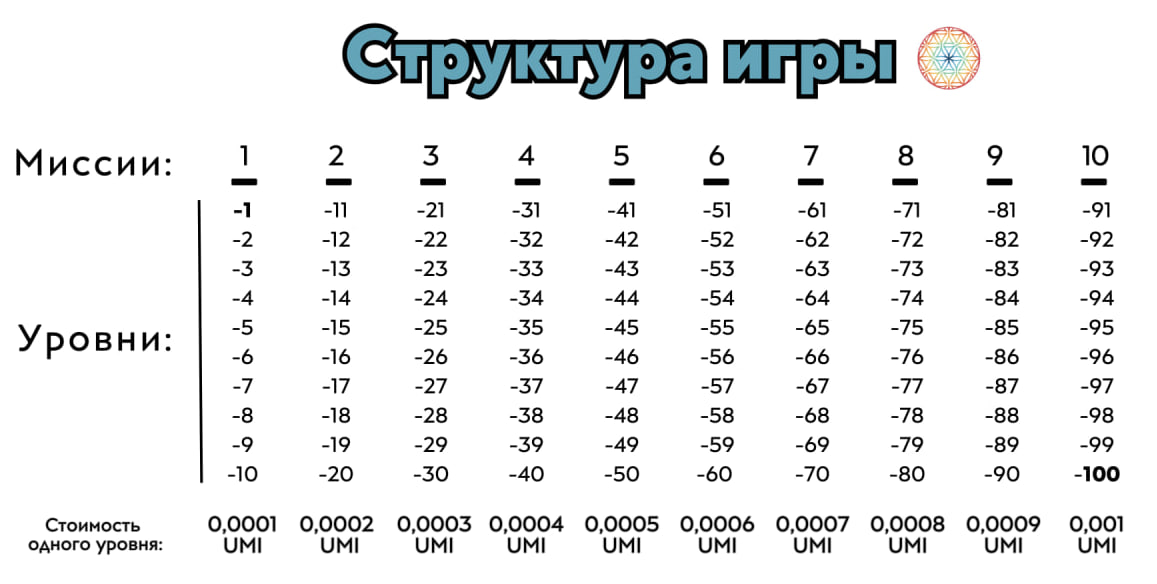 Структура игры
Миссии: 1 2 3 4 5 6 7 8 9 10
-1 -11 -21 -31 -41 -51 -61 -71 -81 -91
-2 -12 -22 -32 -42 -52 -62 -72 -82 -92
-3 -13 -23 -33 -43 -53 -63 -73 -83 -93
-4 -14 -24 -34 -44 -54 -64 -74 -84 -94
Уровни: -5 -15 -25 -35 -45 -55 -65 -75 -85 -95
-6 -16 -26 -36 -46 -56 -66 -76 -86 -96
-7 -17 -27 -37 -47 -57 -67 -77 -87 -97
-8 -18 -28 -38 -48 -58 -68 -78 -88 -98
-9 -19 -29 -39 -49 -59 -69 -79 -89 -99
-10 -20 -30 -40 -50 -60 -70 -80 -90 -100
Стоимость 0,0001 0,0002 0,0003 0,0004 0,0005 0,0006 0,0007 0,0008 0,0009 0,001
одного уровня: UMI UMI UMI UMI UMI UMI UMI UMI UMI UMI